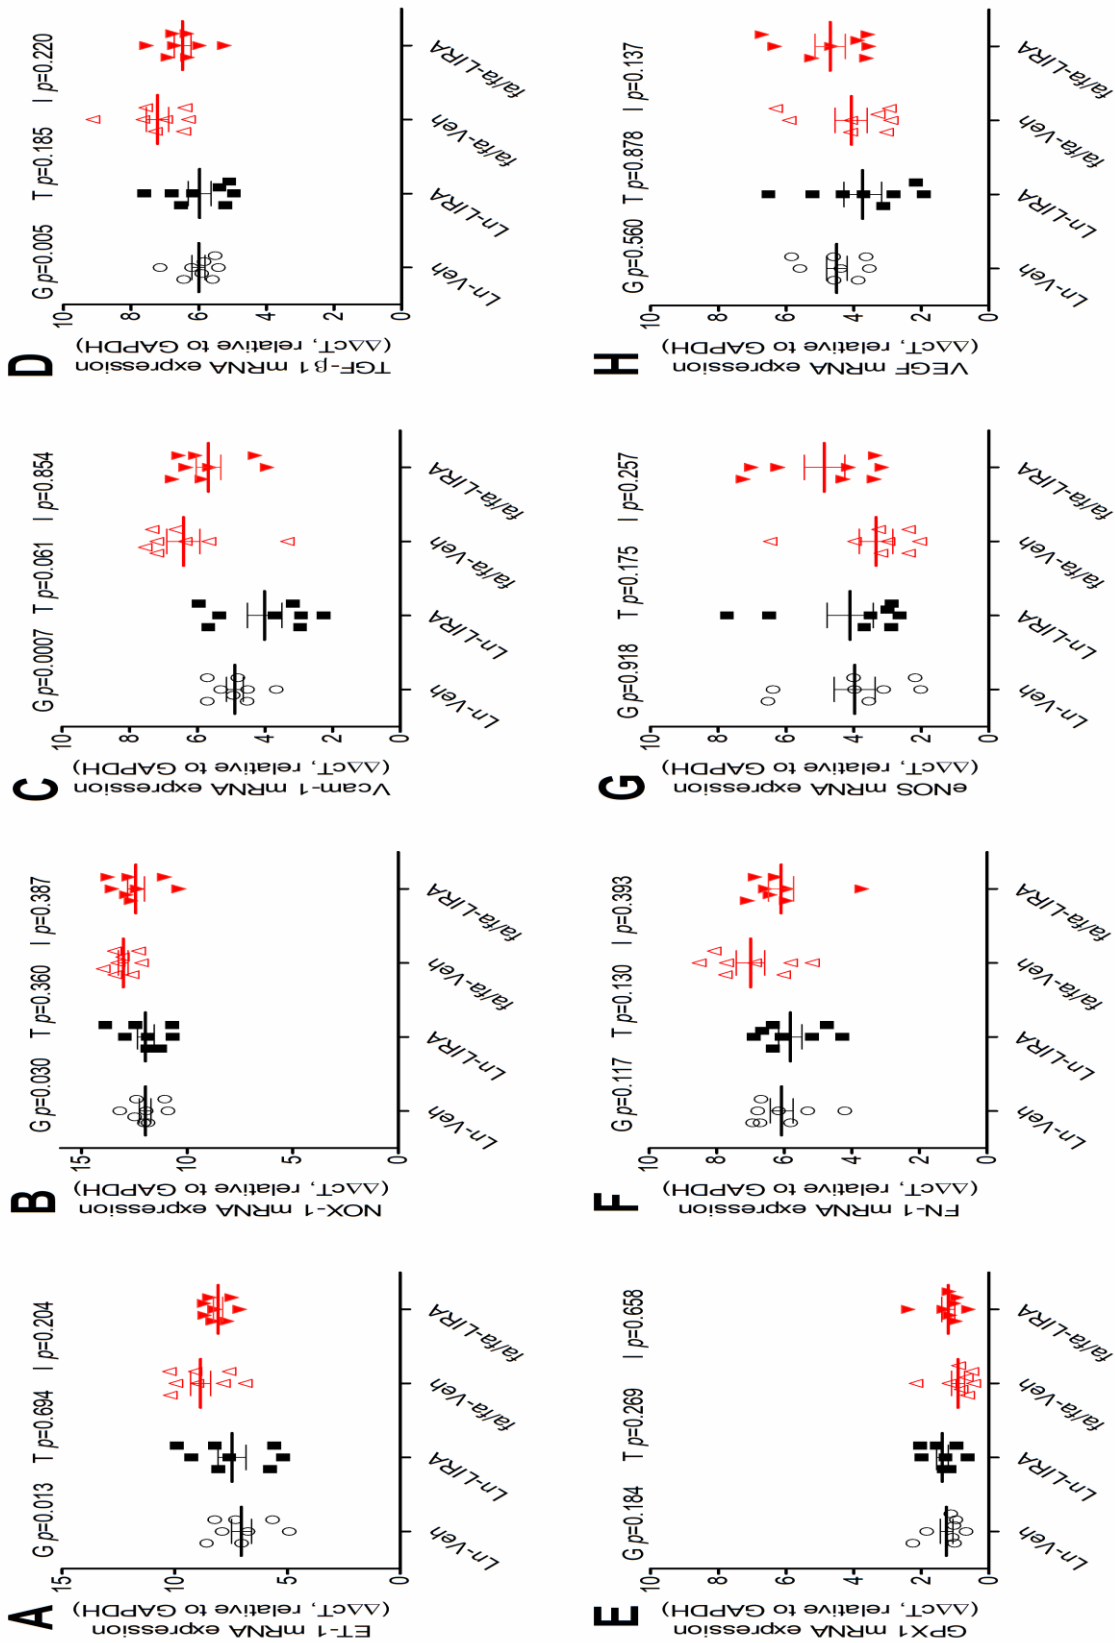 A
G p=0.013 T p=0.694 I p=0.204
ET-1 mRNA expression
(ΔΔcT, relative to GAPDH)
15
10
5
0
Ln-Veh
Ln-LIRA
fa/fa-Veh
fa/fa-LIRA
B
G p=0.030 T p=0.360 I p=0.387
NOX-1 mRNA expression
(ΔΔcT, relative to GAPDH)
15
10
5
0
Ln-Veh
Ln-LIRA
fa/fa-Veh
fa/fa-LIRA
C
G p=0.0007 T p=0.061 I p=0.854
Vcam-1 mRNA expression
(ΔΔcT, relative to GAPDH)
10
8
6
4
2
0
Ln-Veh
Ln-LIRA
fa/fa-Veh
fa/fa-LIRA
D
G p=0.005 T p=0.185 I p=0.220
TGF-β1 mRNA expression
(ΔΔcT, relative to GAPDH)
10
8
6
4
2
0
Ln-Veh
Ln-LIRA
fa/fa-Veh
fa/fa-LIRA
E
G p=0.184 T p=0.269 I p=0.658
GPX1 mRNA expression
(ΔΔcT, relative to GAPDH)
10
8
6
4
2
0
Ln-Veh
Ln-LIRA
fa/fa-Veh
fa/fa-LIRA
F
G p=0.117 T p=0.130 I p=0.393
FN-1 mRNA expression
(ΔΔcT, relative to GAPDH)
10
8
6
4
2
0
Ln-Veh
Ln-LIRA
fa/fa-Veh
fa/fa-LIRA
G
G p=0.918 T p=0.175 I p=0.257
eNOS mRNA expression
(ΔΔcT, relative to GAPDH)
10
8
6
4
2
0
Ln-Veh
Ln-LIRA
fa/fa-Veh
fa/fa-LIRA
H
G p=0.560 T p=0.878 I p=0.137
VEGF mRNA expression
(ΔΔcT, relative to GAPDH)
10
8
6
4
2
0
Ln-Veh
Ln-LIRA
fa/fa-Veh
fa/fa-LIRA